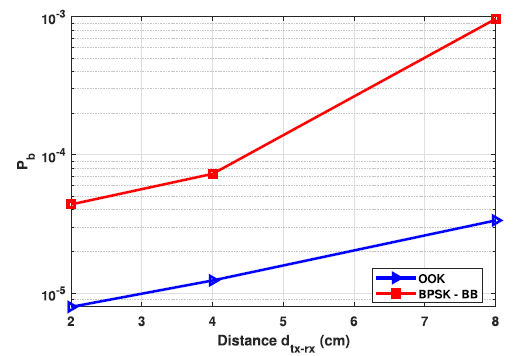 10^-3
10^-4
10^-5
P_b
2 3 4 5 6 7 8
Distance d_tx-rx (cm)
OOK
BPSK - BB